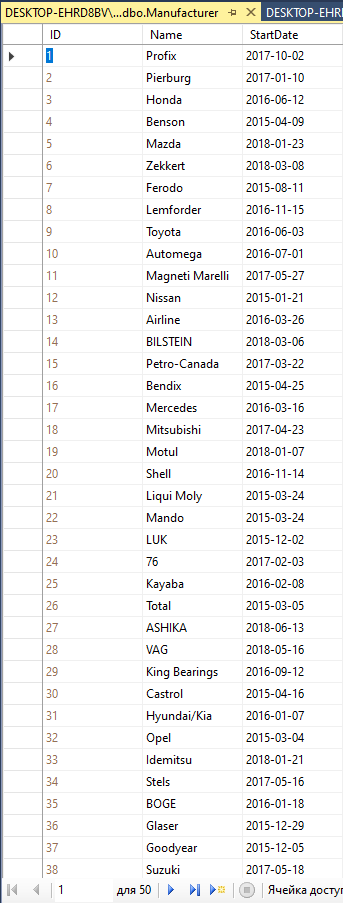 DESKTOP-EHRD8BV\...dbo.Manufacturer DESKTOP-EHR
ID Name StartDate
1 Profix 2017-10-02
2 Pierburg 2017-01-10
3 Honda 2016-06-12
4 Benson 2015-04-09
5 Mazda 2018-01-23
6 Zekkert 2018-03-08
7 Ferodo 2015-08-11
8 Lemforder 2016-11-15
9 Toyota 2016-06-03
10 Automega 2016-07-01
11 Magneti Marelli 2017-05-27
12 Nissan 2015-01-21
13 Airline 2016-03-26
14 BILSTEIN 2018-03-06
15 Petro-Canada 2017-03-22
16 Bendix 2015-04-25
17 Mercedes 2016-03-16
18 Mitsubishi 2017-04-23
19 Motul 2018-01-07
20 Shell 2016-11-14
21 Liqui Moly 2015-03-24
22 Mando 2015-03-24
23 LUK 2015-12-02
24 76 2017-02-03
25 Kayaba 2016-02-08
26 Total 2015-03-05
27 ASHIKA 2018-06-13
28 VAG 2018-05-16
29 King Bearings 2016-09-12
30 Castrol 2015-04-16
31 Hyundai/Kia 2016-01-07
32 Opel 2015-03-04
33 Idemitsu 2018-01-21
34 Stels 2017-05-16
35 BOGE 2016-01-18
36 Glaser 2015-12-29
37 Goodyear 2015-12-05
38 Suzuki 2017-05-18
1 для 50 Ячейка досту